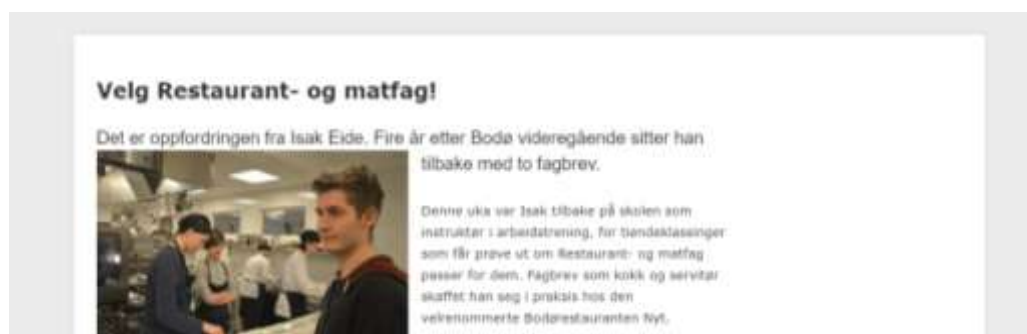 Velg Restaurant- og matfag!
Det er oppfordringen fra Isak Eide. Fire år etter Bodø videregående sitter han
tilbake med to fagbrev.
Denne uka var Isak tilbake på skolen som
instruktør i arbeidstrening, for tiendeklassinger
som får prøve ut om Restaurant- og matfag
passer for dem. Fagbrev som kokk og servitør
skaffet han seg i praksis hos den
velrenommerte Bodørestauranten Nyt.